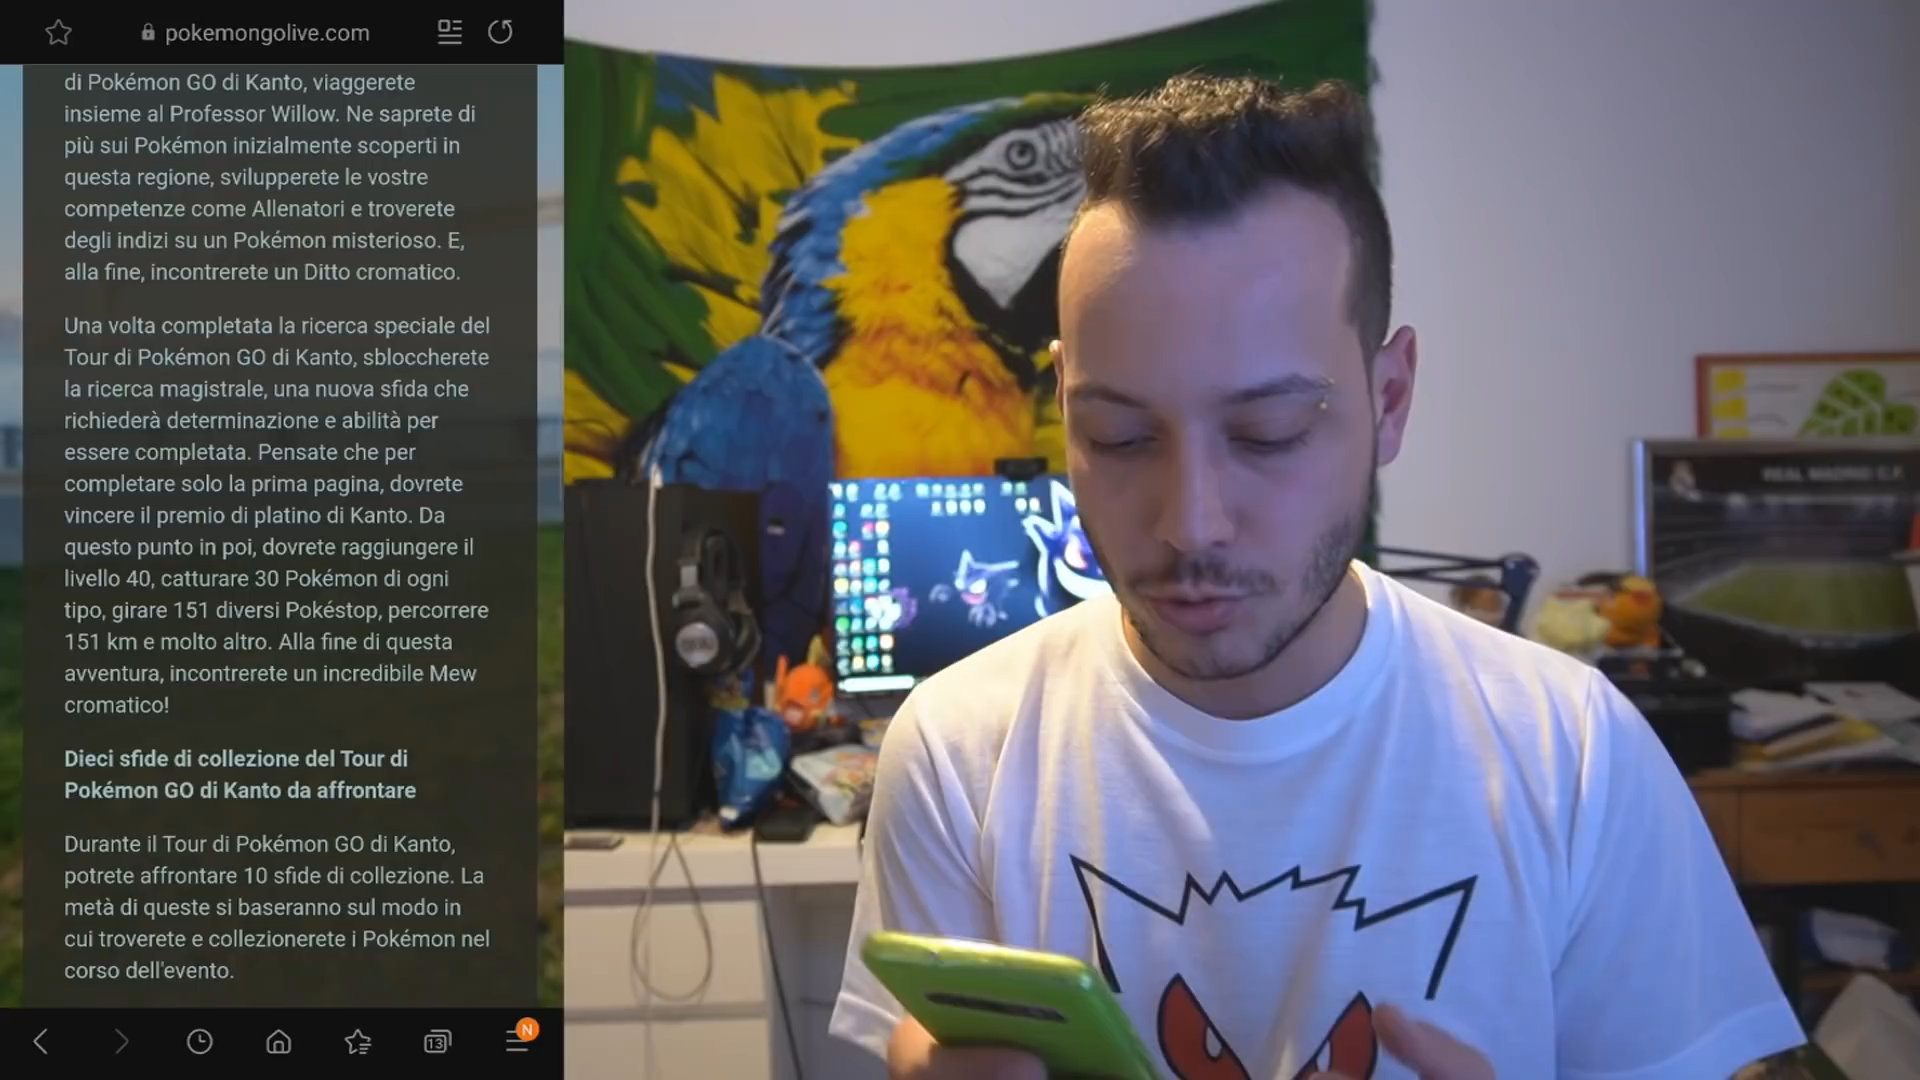 pokemongolive.com
di Pokémon GO di Kanto, viaggerete
insieme al Professor Willow. Ne saprete di
più sui Pokémon inizialmente scoperti in
questa regione, svilupperete le vostre
competenze come Allenatori e troverete
degli indizi su un Pokémon misterioso. E,
alla fine, incontrerete un Ditto cromatico.
Una volta completata la ricerca speciale del
Tour di Pokémon GO di Kanto, sbloccherete
la ricerca magistrale, una nuova sfida che
richiederà determinazione e abilità per
essere completata. Pensate che per
completare solo la prima pagina, dovrete
vincere il premio di platino di Kanto. Da
questo punto in poi, dovrete raggiungere il
livello 40, catturare 30 Pokémon di ogni
tipo, girare 151 diversi Pokéstop, percorrere
151 km e molto altro. Alla fine di questa
avventura, incontrerete un incredibile Mew
cromatico!
Dieci sfide di collezione del Tour di
Pokémon GO di Kanto da affrontare
Durante il Tour di Pokémon GO di Kanto,
potrete affrontare 10 sfide di collezione. La
metà di queste si baseranno sul modo in
cui troverete e collezionerete i Pokémon nel
corso dell'evento.
13
N
REAL MADRID C.F.